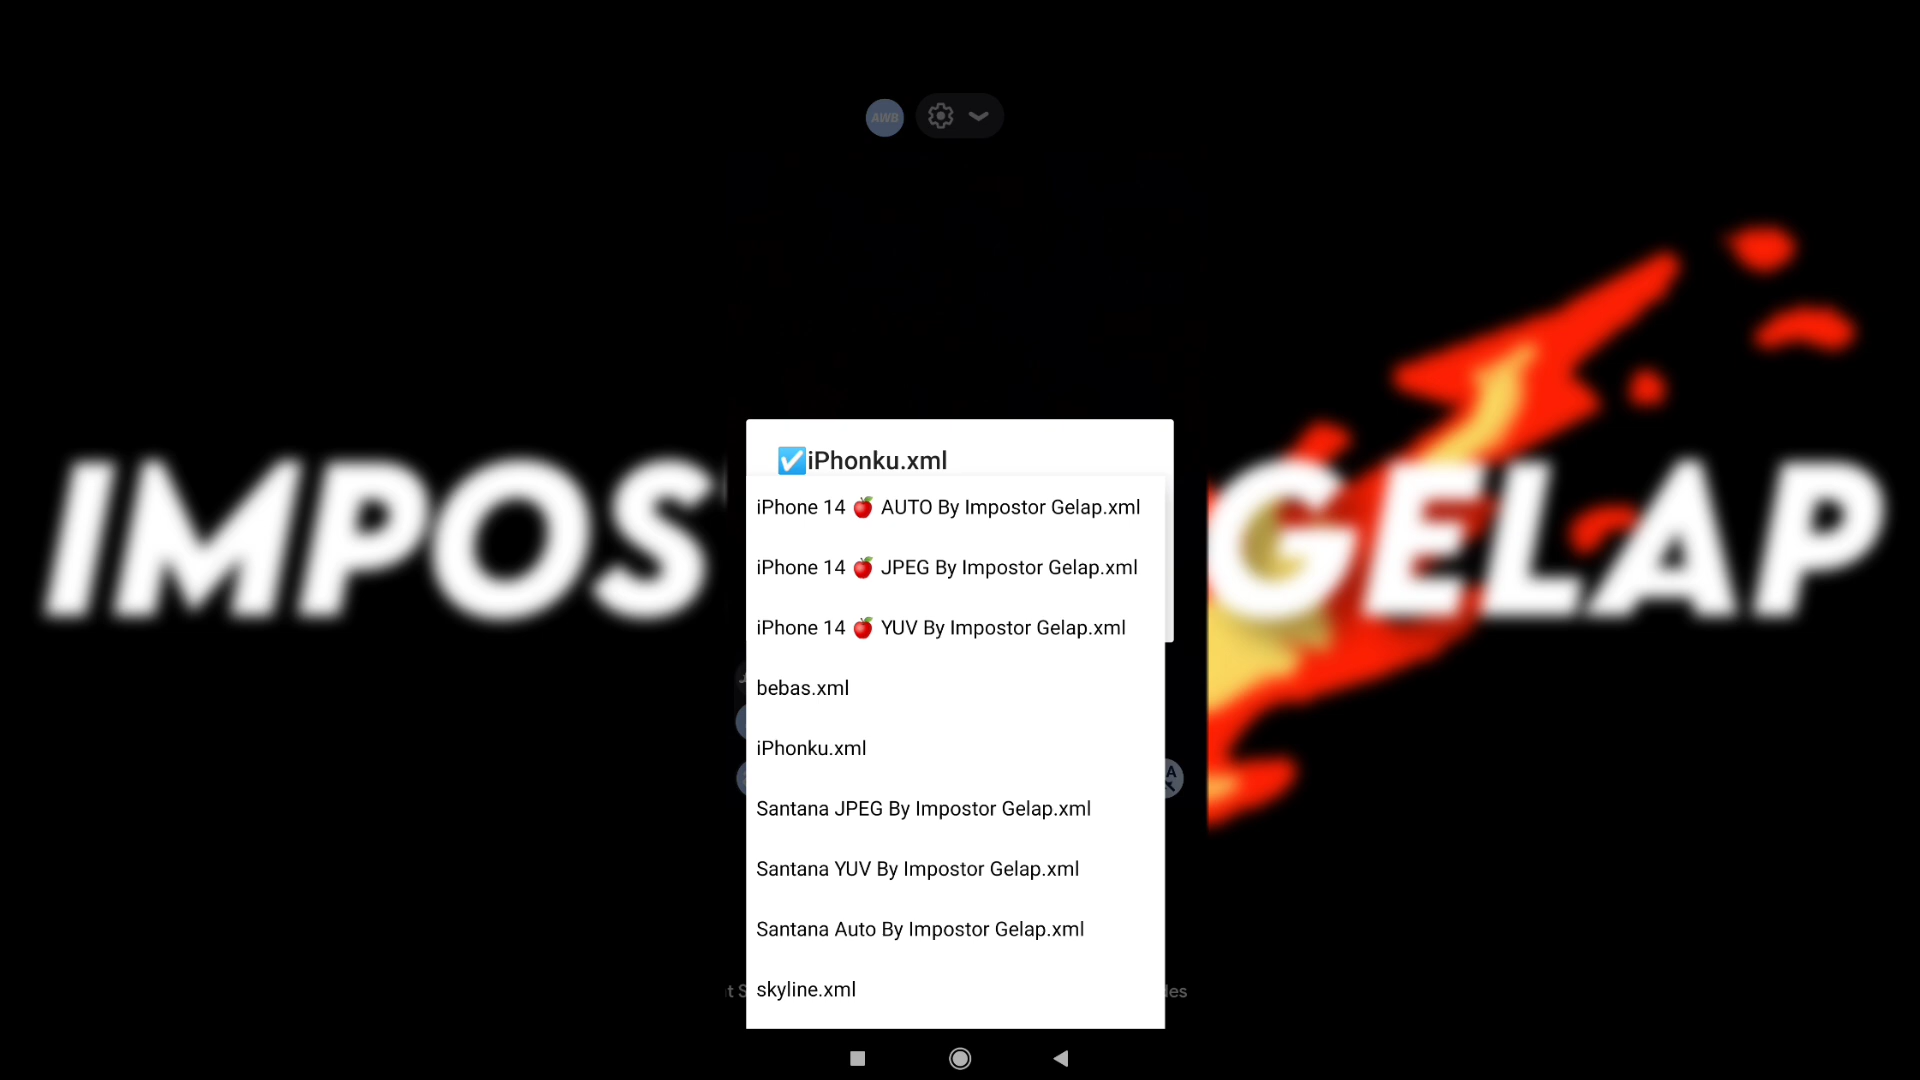 AWB
IMPOS
GELAP
☑iPhonku.xml
iPhone 14 🍎 AUTO By Impostor Gelap.xml
iPhone 14 🍎 JPEG By Impostor Gelap.xml
iPhone 14 🍎 YUV By Impostor Gelap.xml
bebas.xml
iPhonku.xml
Santana JPEG By Impostor Gelap.xml
Santana YUV By Impostor Gelap.xml
Santana Auto By Impostor Gelap.xml
skyline.xml